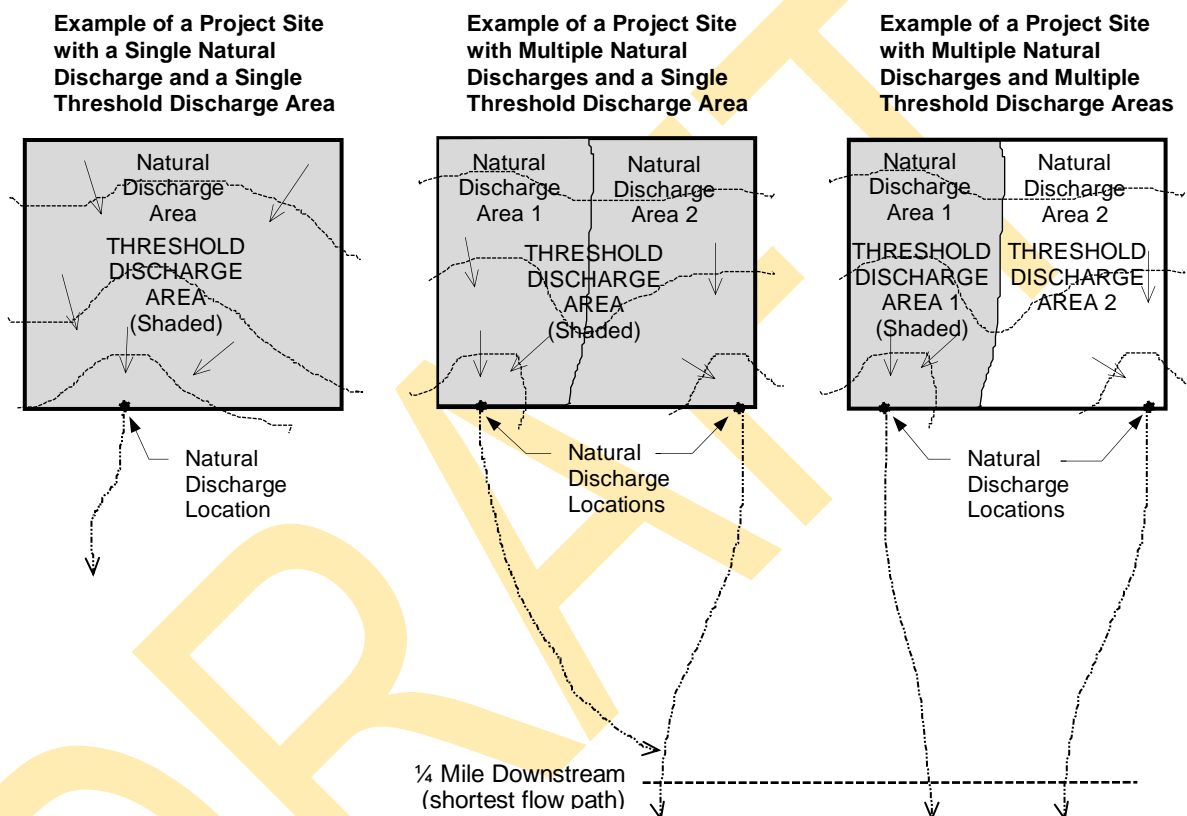 Example of a Project Site
with a Single Natural
Discharge and a Single
Threshold Discharge Area
Example of a Project Site
with Multiple Natural
Discharges and a Single
Threshold Discharge Area
Example of a Project Site
with Multiple Natural
Discharges and Multiple
Threshold Discharge Areas
Natural
Discharge
Area
THRESHOLD
DISCHARGE
AREA
(Shaded)
Natural
Discharge
Location
Natural
Discharge
Area 1
Natural
Discharge
Area 2
THRESHOLD
DISCHARGE
AREA
(Shaded)
Natural
Discharge
Locations
Natural
Discharge
Area 1
Natural
Discharge
Area 2
THRESHOLD
DISCHARGE
AREA 1
(Shaded)
THRESHOLD
DISCHARGE
AREA 2
Natural
Discharge
Locations
¼ Mile Downstream
(shortest flow path)
DRAFT